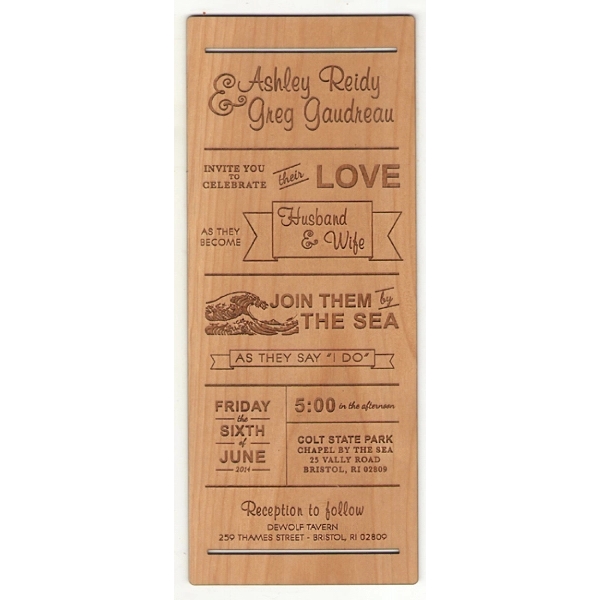 & Ashley Reidy
Greg Gaudreau
INVITE YOU
TO
CELEBRATE
their LOVE
AS THEY
BECOME
Husband
& Wife
JOIN THEM by
THE SEA
AS THEY SAY "I DO"
FRIDAY
the
SIXTH
of
JUNE
2014
5:00 in the afternoon
COLT STATE PARK
CHAPEL BY THE SEA
25 VALLY ROAD
BRISTOL, RI 02809
Reception to follow
DEWOLF TAVERN
259 THAMES STREET - BRISTOL, RI 02809